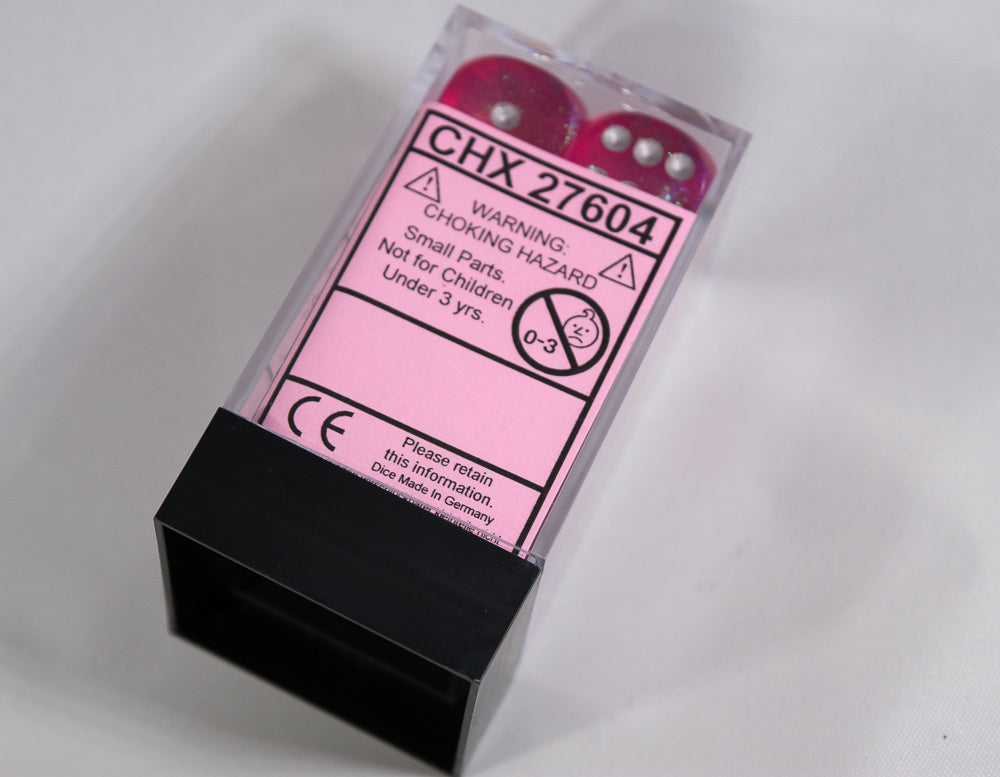 CHX 27604
WARNING:
CHOKING HAZARD
Small Parts.
Not for Children
Under 3 yrs.
0-3
CE
Please retain
this information.
Dice Made In Germany